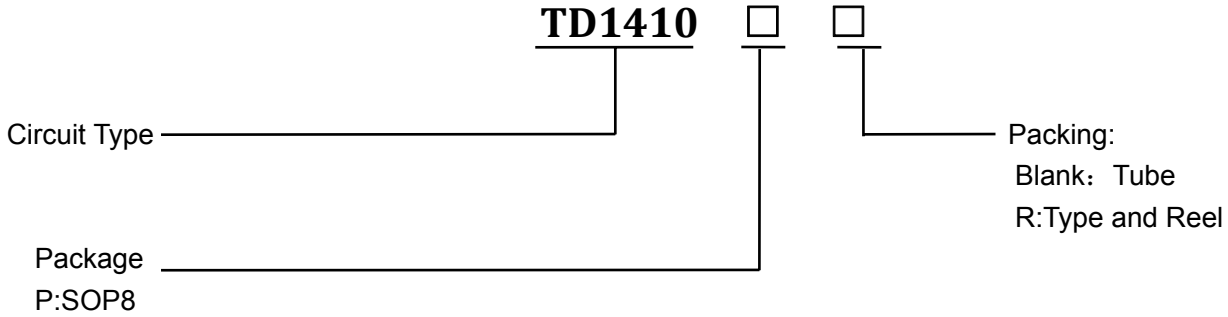 TD1410 □ □
Circuit Type
Packing:
Blank：Tube
R:Type and Reel
Package
P:SOP8